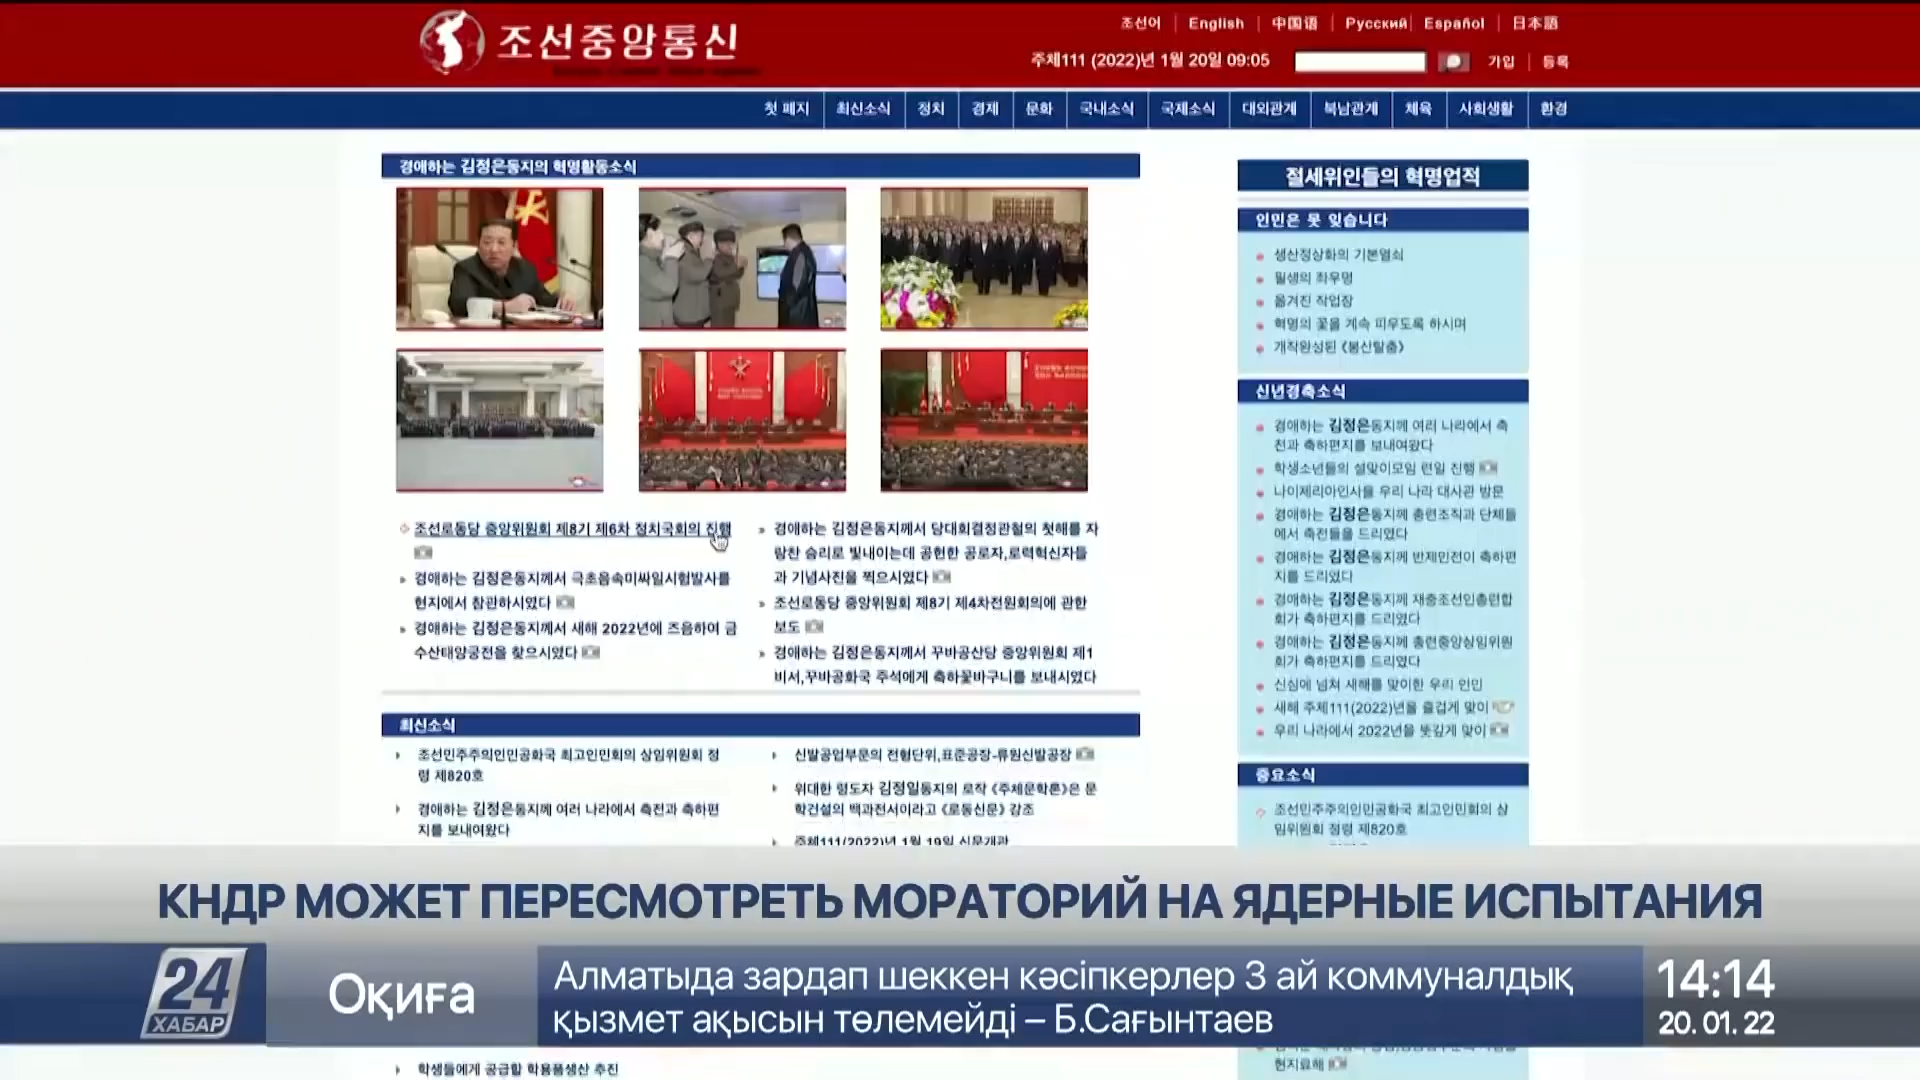 조선중앙통신
조선어 English 中国语 Русский Español 日本語
주체111 (2022)년 1월 20일 09:05
가입 등록
첫 페지 최신소식 정치 경제 문화 국내소식 국제소식 대외관계 북남관계 체육 사회생활 환경
경애하는 김정은동지의 혁명활동소식
조선로동당 중앙위원회 제8기 제6차 정치국회의 진행
경애하는 김정은동지께서 극초음속미싸일시험발사를
현지에서 참관하시였다
경애하는 김정은동지께서 새해 2022년에 즈음하여 금
수산태양궁전을 찾으시였다
경애하는 김정은동지께서 당대회결정관철의 첫해를 자
랑찬 승리로 빛내이는데 공헌한 공로자,로력혁신자들
과 기념사진을 찍으시였다
조선로동당 중앙위원회 제8기 제4차전원회의에 관한
보도
경애하는 김정은동지께서 꾸바공산당 중앙위원회 제1
비서,꾸바공화국 주석에게 축하꽃바구니를 보내시였다
최신소식
조선민주주의인민공화국 최고인민회의 상임위원회 정
령 제820호
경애하는 김정은동지께 여러 나라에서 축전과 축하편
지를 보내여왔다
신발공업부문의 전형단위,표준공장-류원신발공장
위대한 령도자 김정일동지의 로작 《주체문학론》은 문
학건설의 백과전서이라고 《로동신문》 강조
주체111(2022)년 1월 19일 신문개관
절세위인들의 혁명업적
인민은 못 잊습니다
생산정상화의 기본열쇠
필생의 좌우명
옮겨진 작업장
혁명의 꽃을 계속 피우도록 하시며
개작완성된 《봉산탈춤》
신년경축소식
경애하는 김정은동지께 여러 나라에서 축
전과 축하편지를 보내여왔다
학생소년들의 설맞이모임 련일 진행
나이제리아인사들 우리 나라 대사관 방문
경애하는 김정은동지께 총련조직과 단체들
에서 축전들을 드리였다
경애하는 김정은동지께 반제민전이 축하편
지를 드리였다
경애하는 김정은동지께 재중조선인총련합
회가 축하편지를 드리였다
경애하는 김정은동지께 총련중앙상임위원
회가 축하편지를 드리였다
신심에 넘쳐 새해를 맞이한 우리 인민
새해 주체111(2022)년을 즐겁게 맞이
우리 나라에서 2022년을 뜻깊게 맞이
중요소식
조선민주주의인민공화국 최고인민회의 상
임위원회 정령 제820호
КНДР МОЖЕТ ПЕРЕСМОТРЕТЬ МОРАТОРИЙ НА ЯДЕРНЫЕ ИСПЫТАНИЯ
24
ХАБАР
Оқиға
Алматыда зардап шеккен кәсіпкерлер 3 ай коммуналдық
қызмет ақысын төлемейді – Б.Сағынтаев
14:14
20. 01. 22
학생들에게 공급할 학용품생산 추진
현지료해